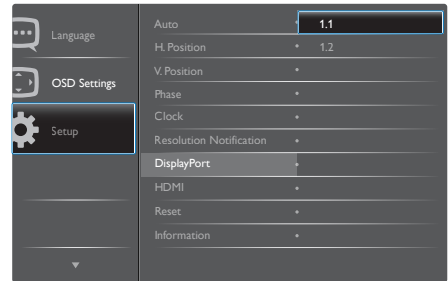 Language
OSD Settings
Setup
Auto
H. Position
V. Position
Phase
Clock
Resolution Notification
DisplayPort
HDMI
Reset
Information
1.1
1.2